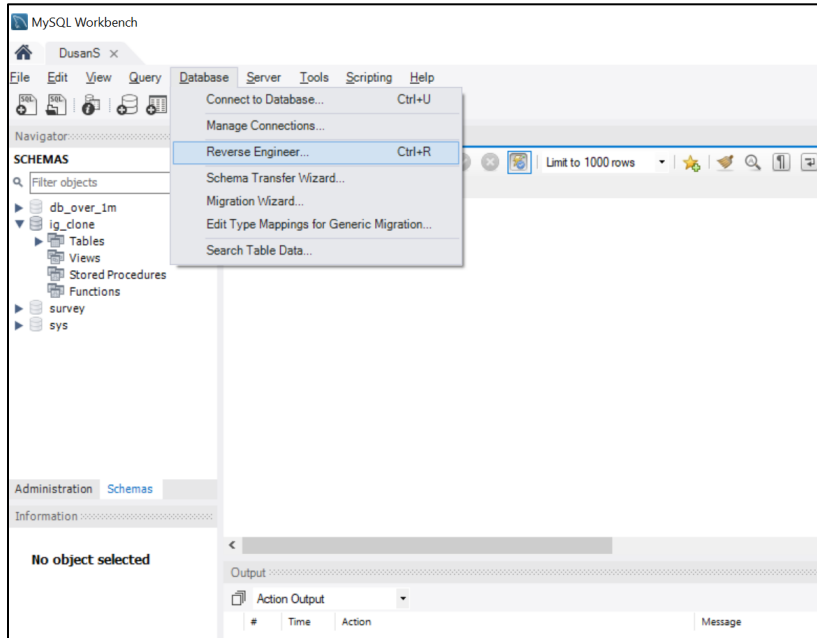 MySQL Workbench
DusanS
File Edit View Query Database Server Tools Scripting Help
Connect to Database... Ctrl+U
Manage Connections...
Reverse Engineer... Ctrl+R
Schema Transfer Wizard...
Migration Wizard...
Edit Type Mappings for Generic Migration...
Search Table Data...
SQL SQL
Limit to 1000 rows
Navigator
SCHEMAS
Filter objects
db_over_1m
ig_clone
Tables
Views
Stored Procedures
Functions
survey
sys
Administration Schemas
Information
No object selected
Output
Action Output
# Time Action Message